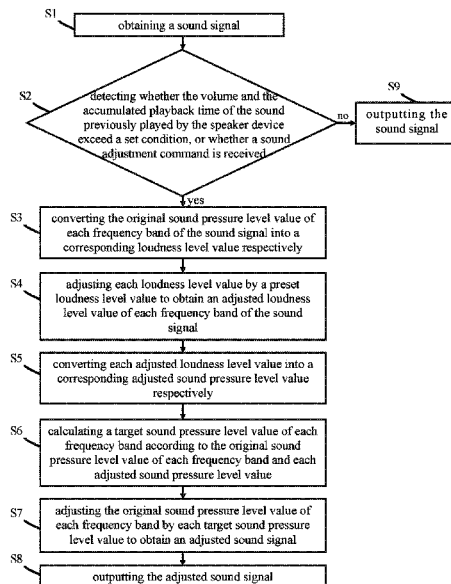 S1
obtaining a sound signal
S2
detecting whether the volume and the
accumulated playback time of the
sound previously played by the
speaker device exceed a set condition, or
whether a sound adjustment command is
received
no
S9
outputting the
sound signal
yes
S3
converting the original sound pressure level value of
each frequency band of the sound signal into a
corresponding loudness level value respectively
S4
adjusting each loudness level value by a preset
loudness level value to obtain an adjusted loudness
level value of each frequency band of the sound
signal
S5
converting each adjusted loudness level value into a
corresponding adjusted sound pressure level value
respectively
S6
calculating a target sound pressure level value of
each frequency band according to the original sound
pressure level value of each frequency band and each
adjusted sound pressure level value
S7
adjusting the original sound pressure level value of
each frequency band by each target sound pressure
level value to obtain an adjusted sound signal
S8
outputting the adjusted sound signal